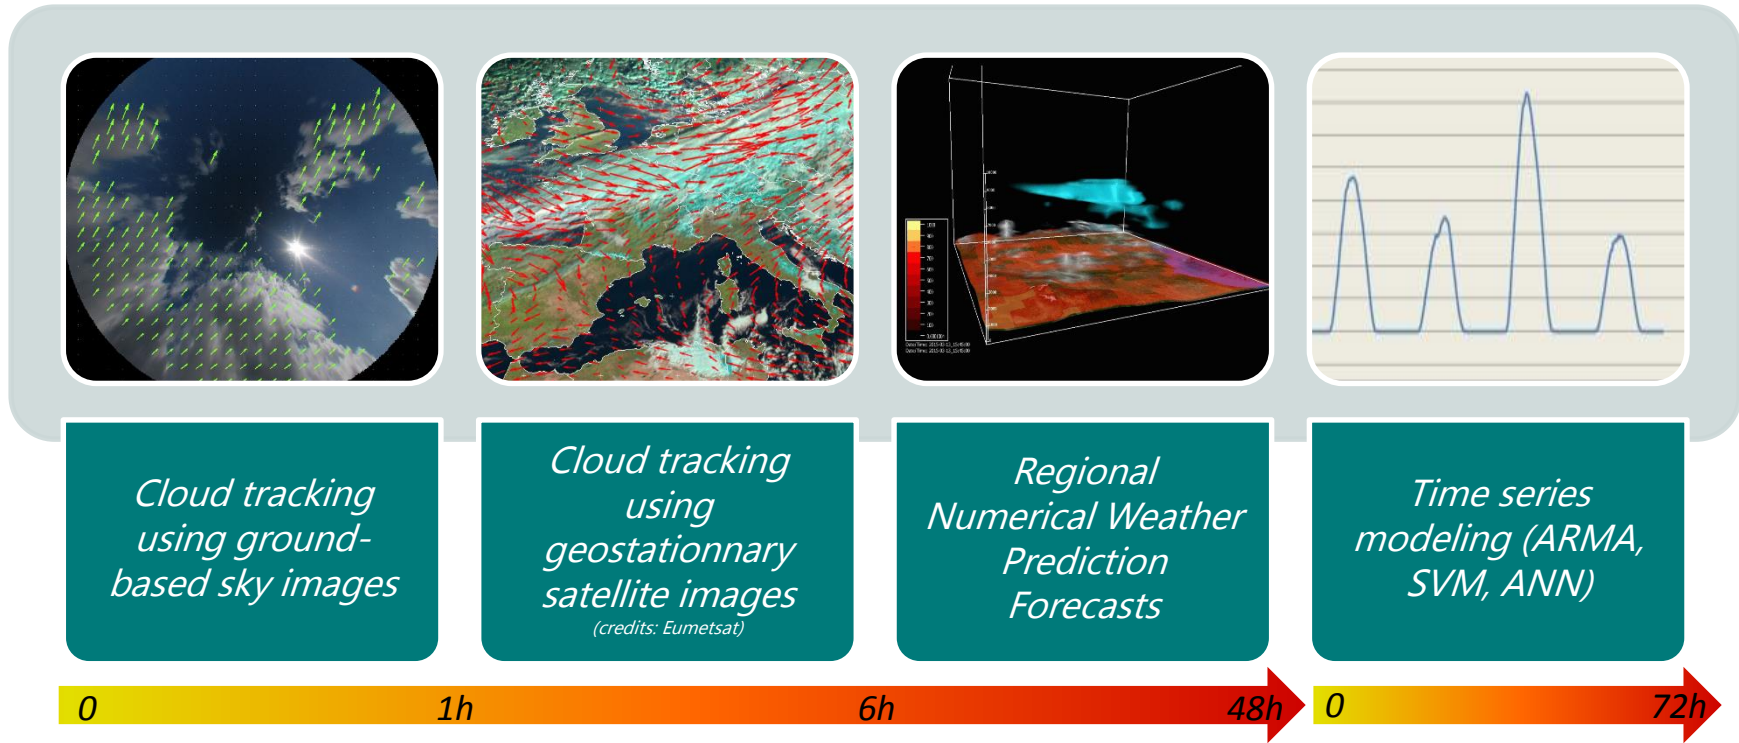 Cloud tracking
using ground-
based sky images
Cloud tracking
using
geostationnary
satellite images
(credits: Eumetsat)
Regional
Numerical Weather
Prediction
Forecasts
Time series
modeling (ARMA,
SVM, ANN)
0
1h
6h
48h
0
72h